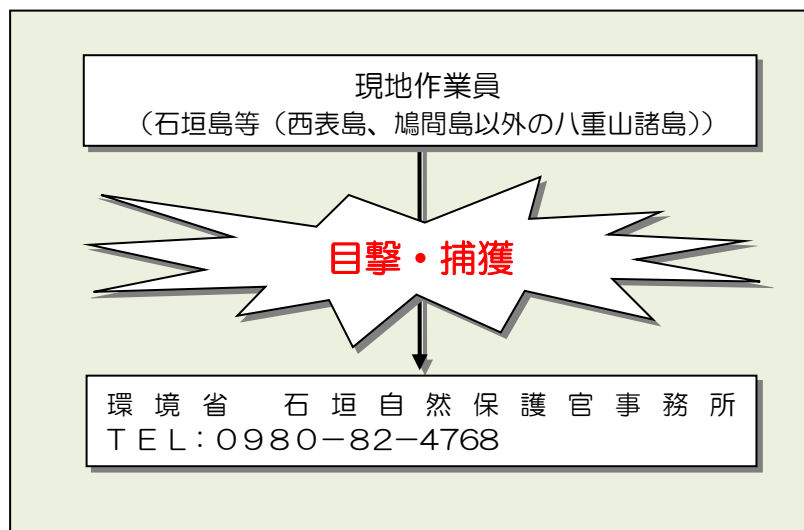 現地作業員
（石垣島等（西表島、鳩間島以外の八重山諸島））
目撃・捕獲
環境省　石垣自然保護官事務所
ＴＥＬ：０９８０－８２－4768